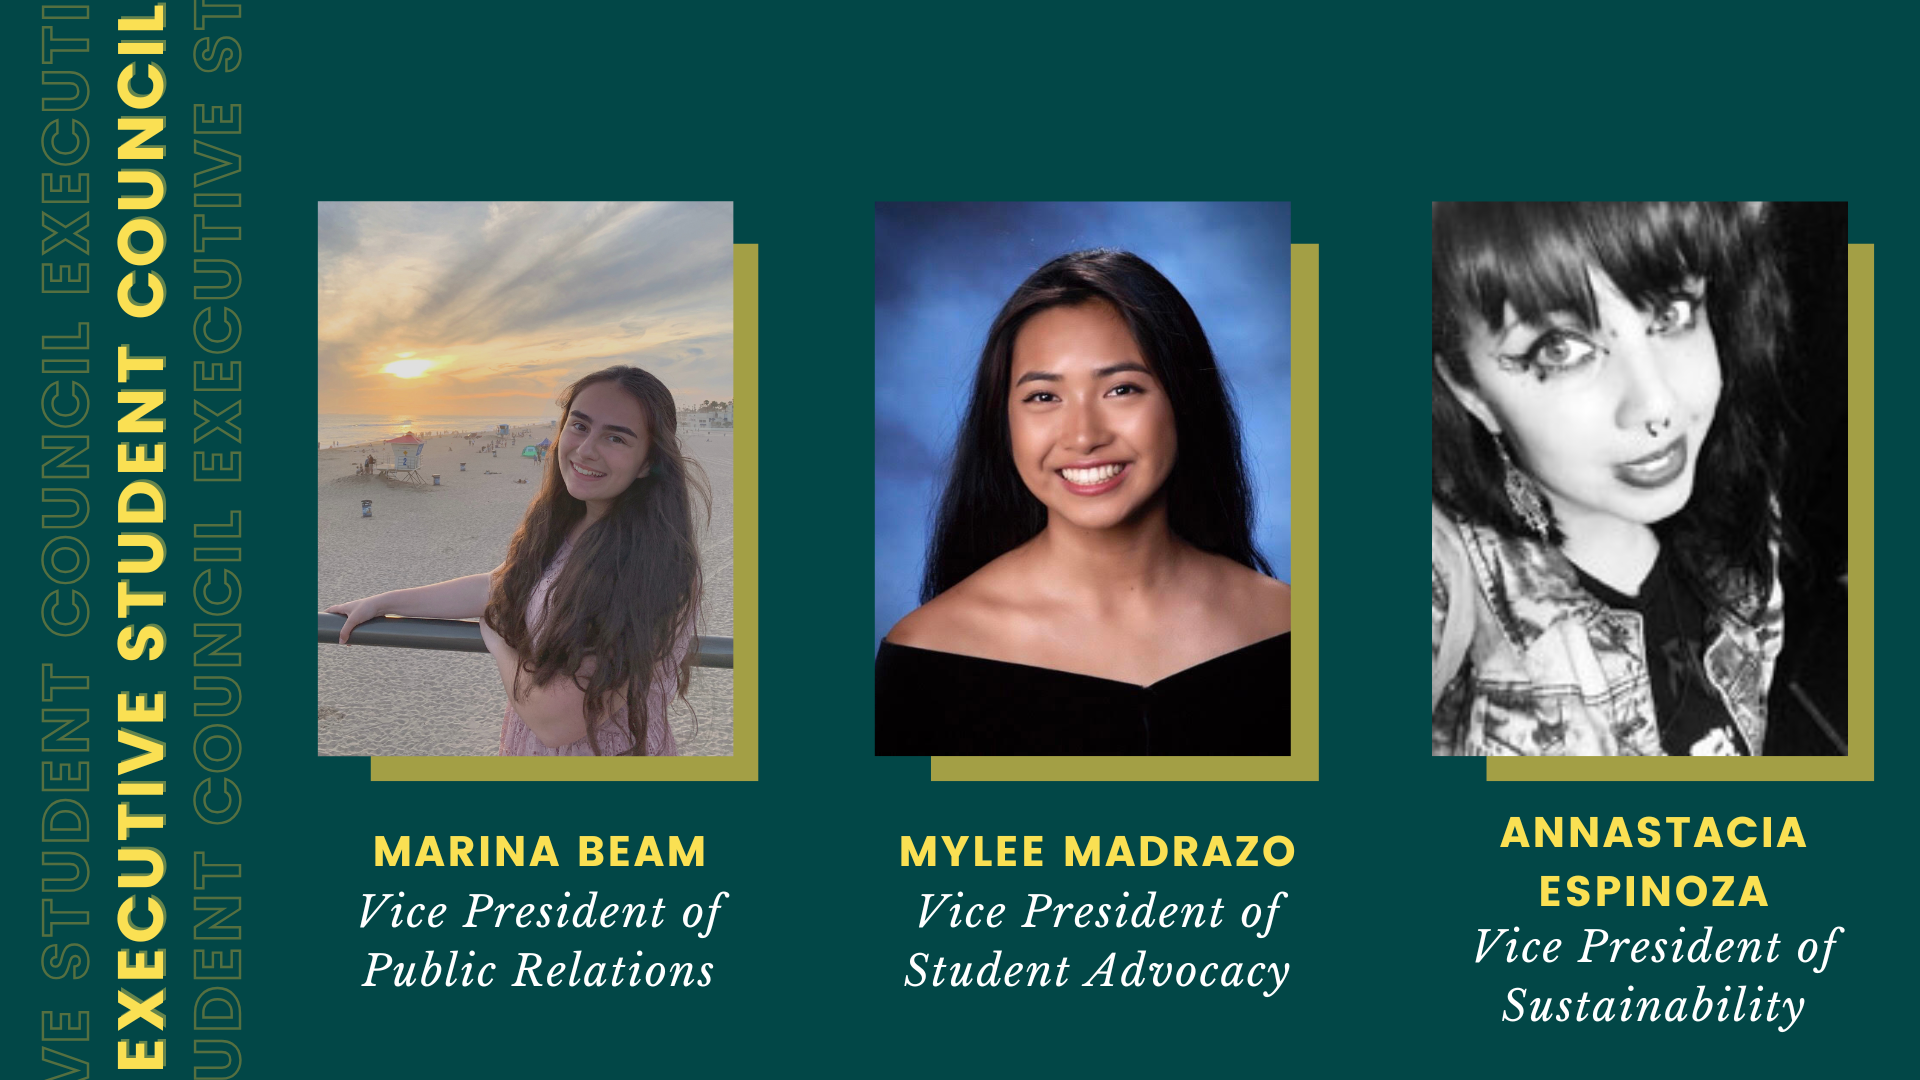 VE STUDENT COUNCIL EXECUTI
EXECUTIVE STUDENT COUNCIL
UDENT COUNCIL EXECUTIVE ST
MARINA BEAM
Vice President of
Public Relations
MYLEE MADRAZO
Vice President of
Student Advocacy
ANNASTACIA
ESPINOZA
Vice President of
Sustainability